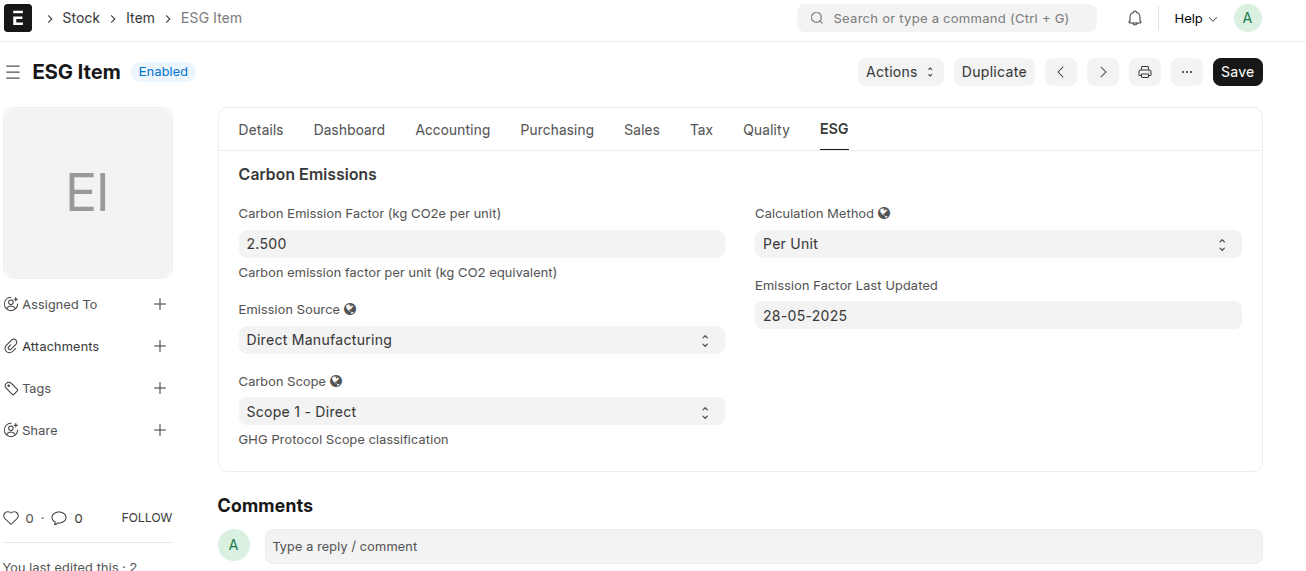 E
Stock
Item
ESG Item
Search or type a command (Ctrl + G)
Help
A
ESG Item
Enabled
Actions
Duplicate
Save
EI
Details
Dashboard
Accounting
Purchasing
Sales
Tax
Quality
ESG
Carbon Emissions
Carbon Emission Factor (kg CO2e per unit)
2.500
Carbon emission factor per unit (kg CO2 equivalent)
Emission Source
Direct Manufacturing
Carbon Scope
Scope 1 - Direct
GHG Protocol Scope classification
Calculation Method
Per Unit
Emission Factor Last Updated
28-05-2025
Assigned To
Attachments
Tags
Share
0 · 0
FOLLOW
You last edited this · 2
Comments
A
Type a reply / comment